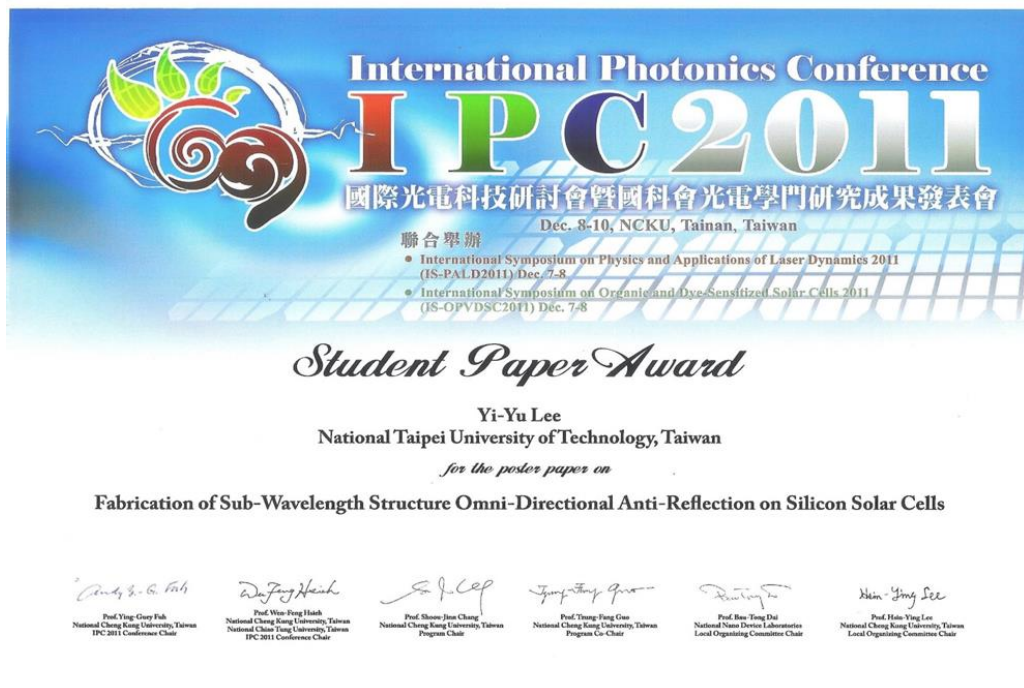 International Photonics Conference
IPC2011
國際光電科技研討會暨國科會光電學門研究成果發表會
Dec. 8-10, NCKU, Tainan, Taiwan
聯合舉辦
• International Symposium on Physics and Applications of Laser Dynamics 2011
(IS-PALD2011) Dec. 7-8
• International Symposium on Organic and Dye-Sensitized Solar Cells 2011
(IS-OPVDSC2011) Dec. 7-8
Student Paper Award
Yi-Yu Lee
National Taipei University of Technology, Taiwan
for the poster paper on
Fabrication of Sub-Wavelength Structure Omni-Directional Anti-Reflection on Silicon Solar Cells
Prof. Ying-Guey Fuh
National Cheng Kung University, Taiwan
IPC 2011 Conference Chair
Prof. Wen-Feng Hsieh
National Cheng Kung University, Taiwan
National Chiao Tung University, Taiwan
IPC 2011 Conference Chair
Prof. Shoou-Jinn Chang
National Cheng Kung University, Taiwan
Program Chair
Prof. Tzung-Fang Guo
National Cheng Kung University, Taiwan
Program Co-Chair
Prof. Bau-Tong Dai
National Nano Device Laboratories
Local Organizing Committee Chair
Hsin-Ying Lee
Prof. Hsin-Ying Lee
National Cheng Kung University, Taiwan
Local Organizing Committee Chair